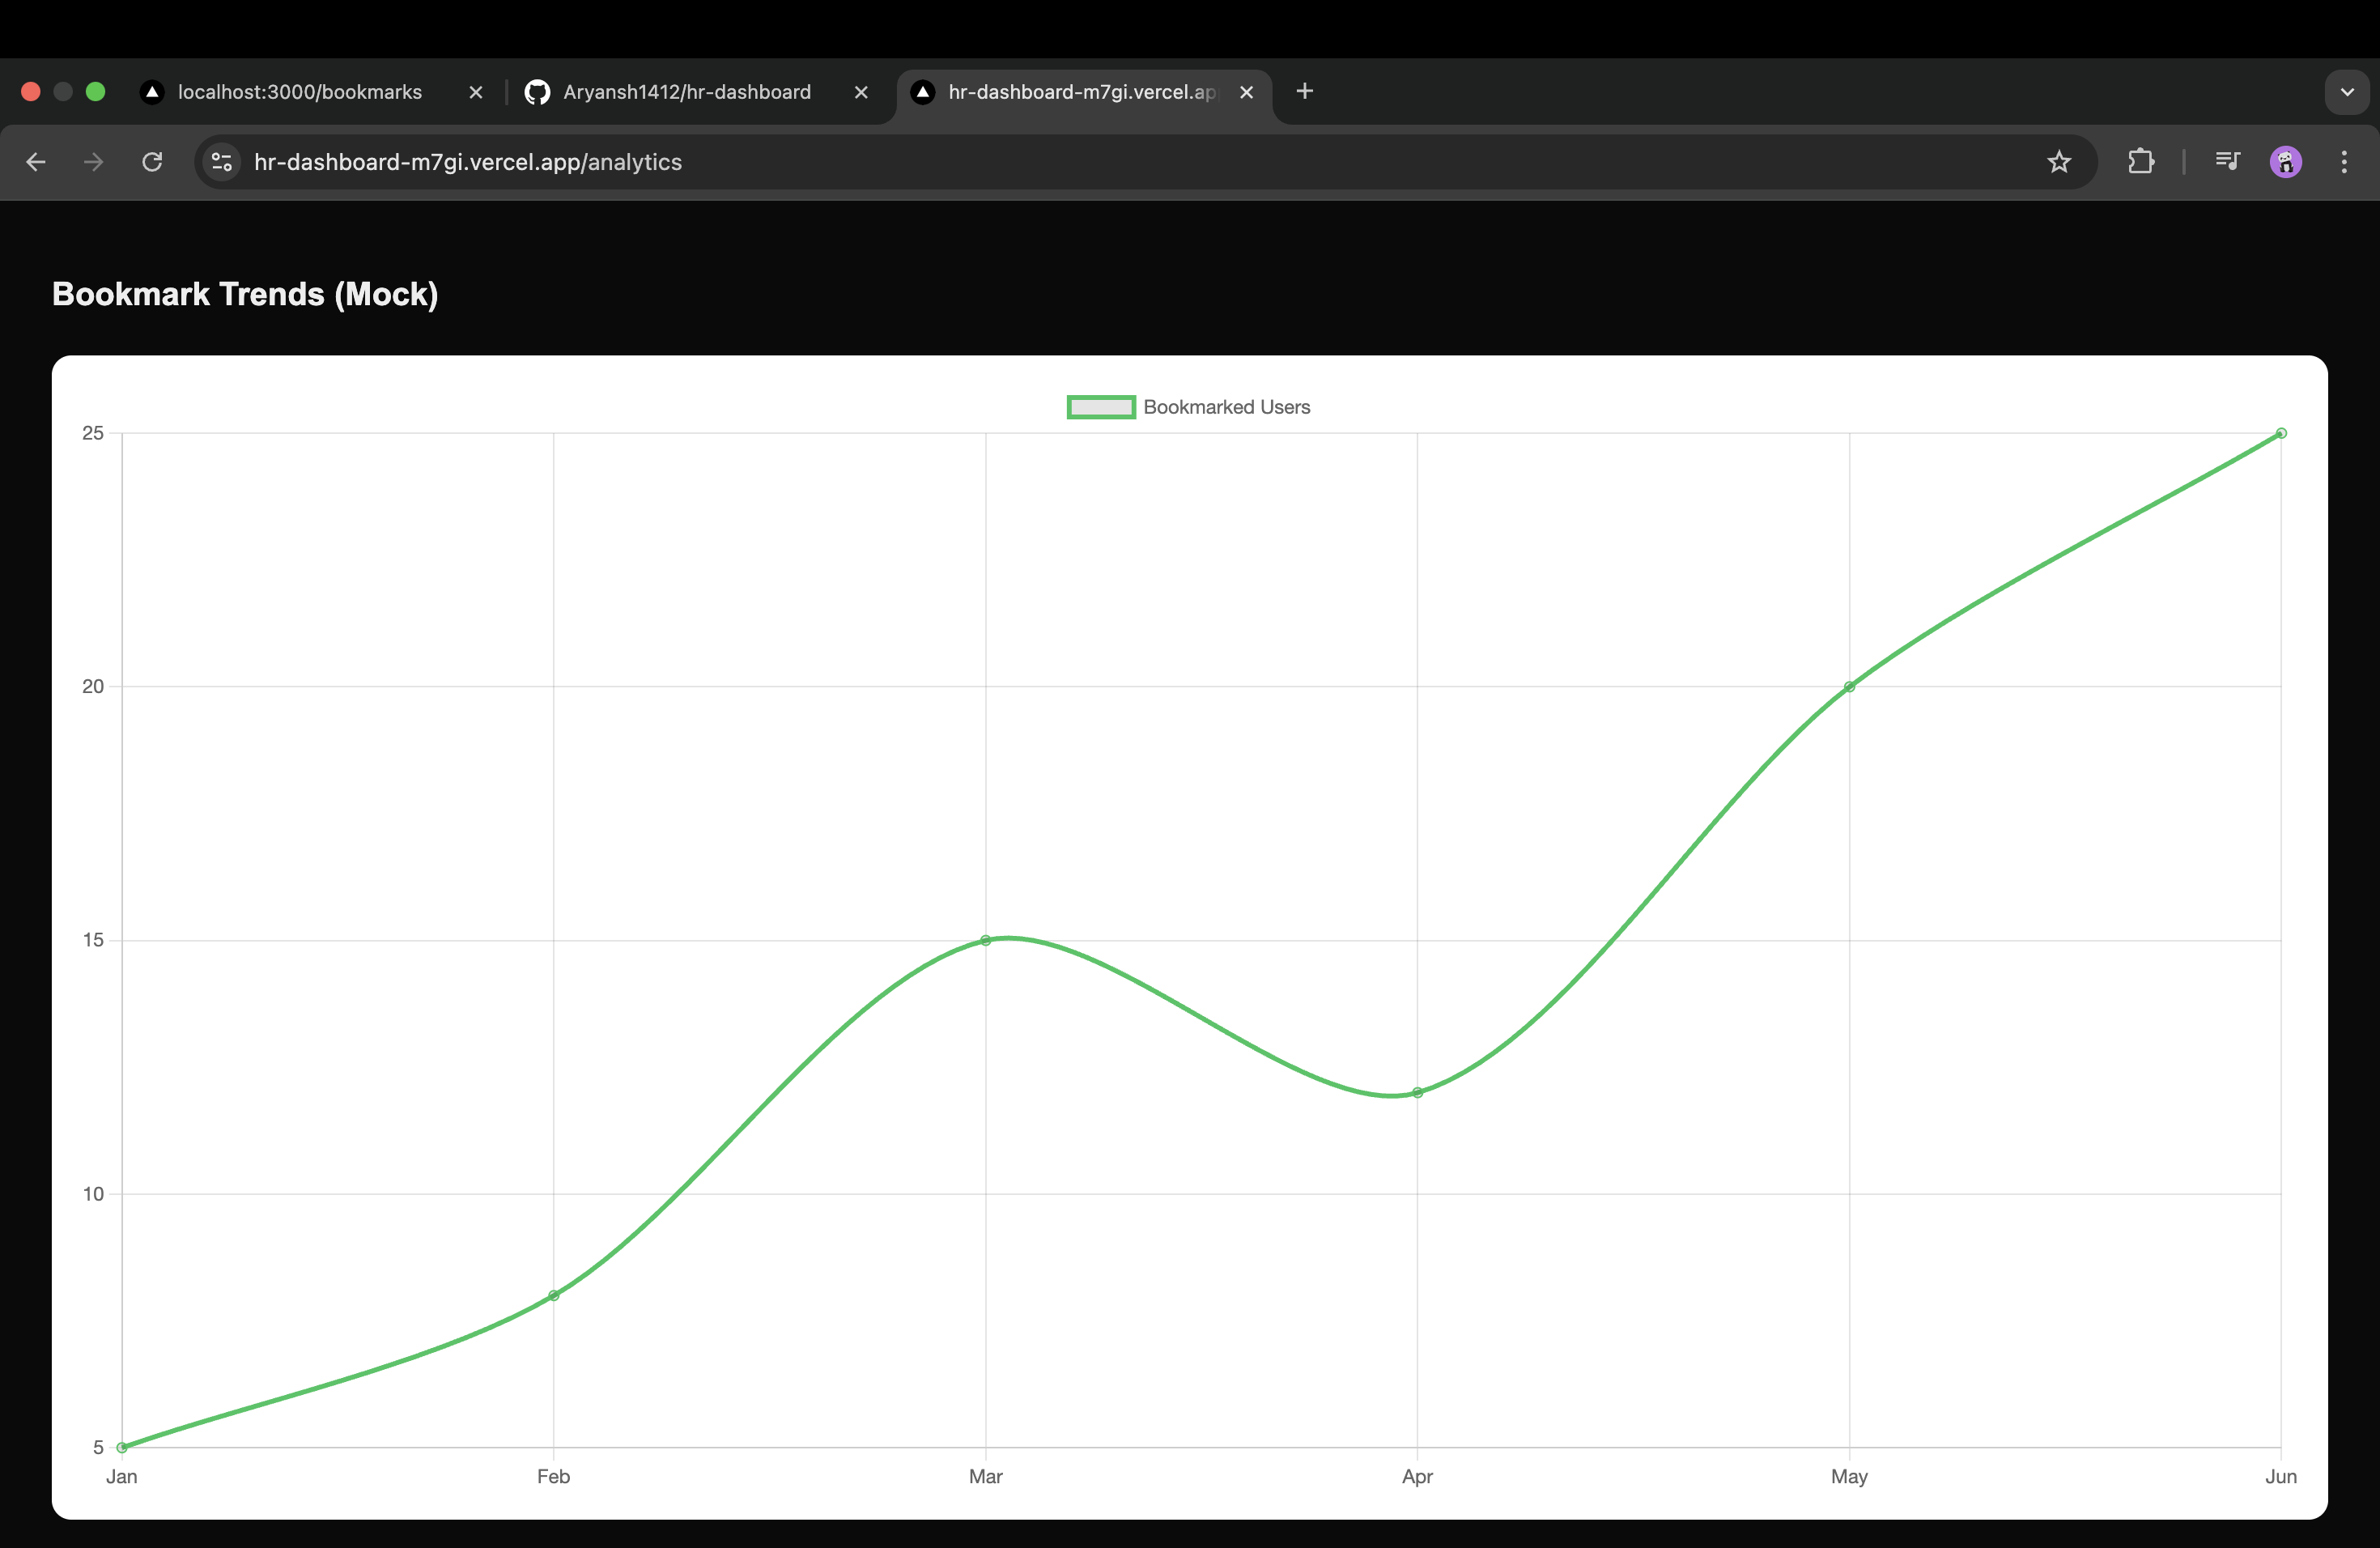 localhost:3000/bookmarks
Aryansh1412/hr-dashboard
hr-dashboard-m7gi.vercel.ap
hr-dashboard-m7gi.vercel.app/analytics
Bookmark Trends (Mock)
Bookmarked Users
25
20
15
10
5
Jan Feb Mar Apr May Jun